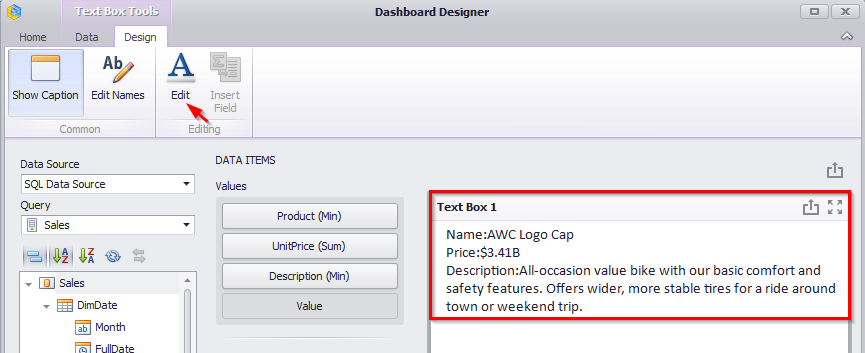 Text Box Tools
Dashboard Designer
Home
Data
Design
Show Caption
Edit Names
Edit
Insert
Field
Common
Editing
Data Source
SQL Data Source
Query
Sales
A
Z
Z
A
Sales
DimDate
Month
FullDate
DATA ITEMS
Values
Product (Min)
UnitPrice (Sum)
Description (Min)
Value
Text Box 1
Name:AWC Logo Cap
Price:$3.41B
Description:All-occasion value bike with our basic comfort and
safety features. Offers wider, more stable tires for a ride around
town or weekend trip.